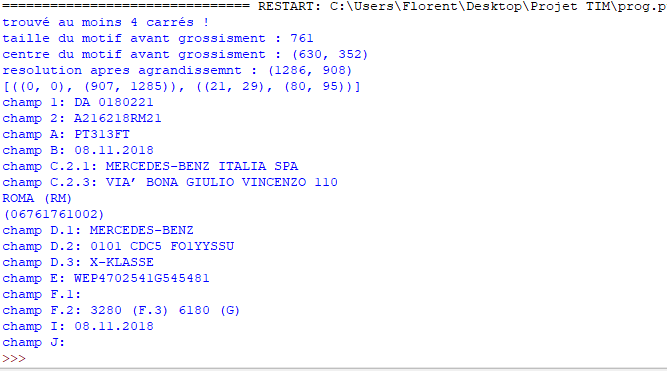 =============================== RESTART: C:\Users\Florent\Desktop\Projet TIM\prog.p
trouvé au moins 4 carrés !
taille du motif avant grossisment : 761
centre du motif avant grossisment : (630, 352)
resolution apres agrandissemnt : (1286, 908)
[((0, 0), (907, 1285)), ((21, 29), (80, 95))]
champ 1: DA 0180221
champ 2: A216218RM21
champ A: PT313FT
champ B: 08.11.2018
champ C.2.1: MERCEDES-BENZ ITALIA SPA
champ C.2.3: VIA’ BONA GIULIO VINCENZO 110
ROMA (RM)
(06761761002)
champ D.1: MERCEDES-BENZ
champ D.2: 0101 CDC5 FO1YYSSU
champ D.3: X-KLASSE
champ E: WEP4702541G545481
champ F.1:
champ F.2: 3280 (F.3) 6180 (G)
champ I: 08.11.2018
champ J:
>>>